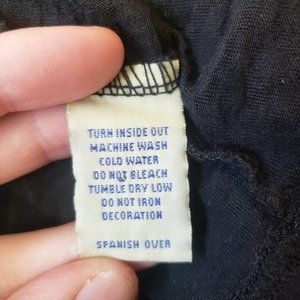 TURN INSIDE OUT
MACHINE WASH
COLD WATER
DO NOT BLEACH
TUMBLE DRY LOW
DO NOT IRON
DECORATION
SPANISH OVER